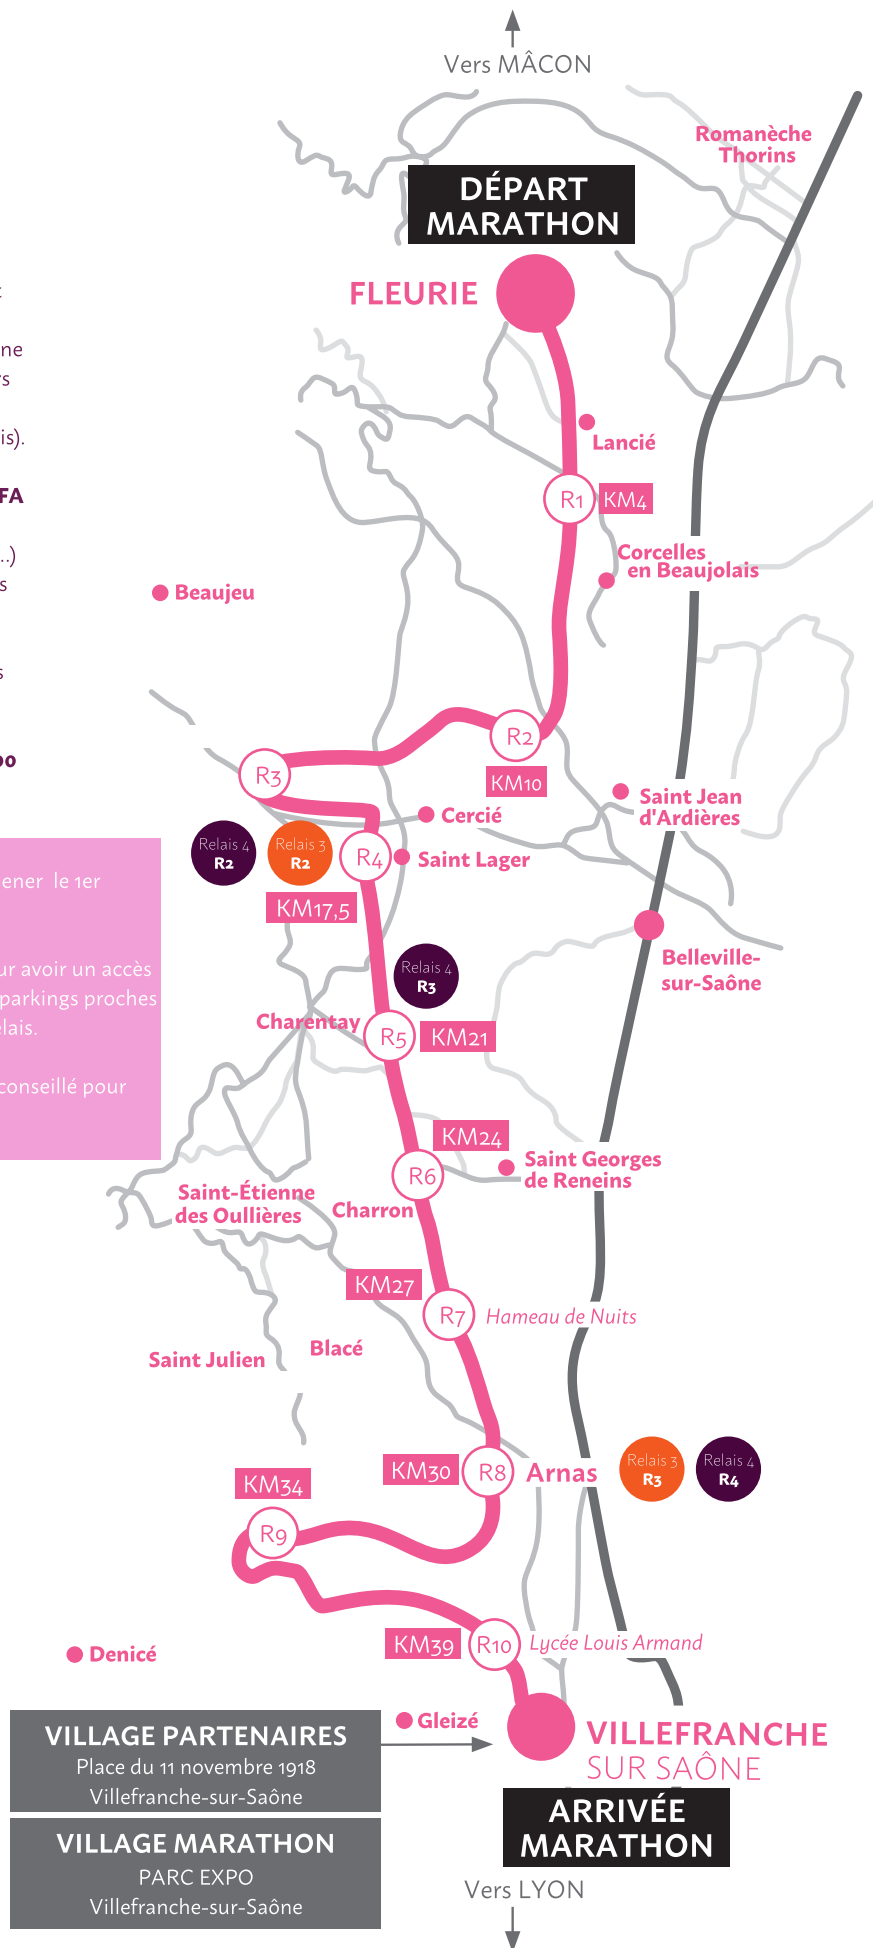 Vers MÂCON
Romanèche
Thorins
DÉPART
MARATHON
FLEURIE
ne
is).
Lancié
R1
KM4
FA
Corcelles
en Beaujolais
...)
Beaujeu
R2
KM10
R3
Saint Jean
d'Ardières
Cercié
Relais 4
R2
Relais 3
R2
R4
Saint Lager
KM17,5
ener le 1er
Belleville-
sur-Saône
ur avoir un accès
parkings proches
elais.
Relais 4
R3
Charentay
R5
KM21
conseillé pour
KM24
Saint Georges
de Reneins
R6
Saint-Étienne
des Oullières
Charron
KM27
R7
Hameau de Nuits
Blacé
Saint Julien
KM30
R8
Arnas
Relais 3
R3
Relais 4
R4
KM34
R9
KM39
R10
Lycée Louis Armand
Denicé
Gleizé
VILLEFRANCHE
SUR SAÔNE
VILLAGE PARTENAIRES
Place du 11 novembre 1918
Villefranche-sur-Saône
ARRIVÉE
MARATHON
VILLAGE MARATHON
PARC EXPO
Villefranche-sur-Saône
Vers LYON